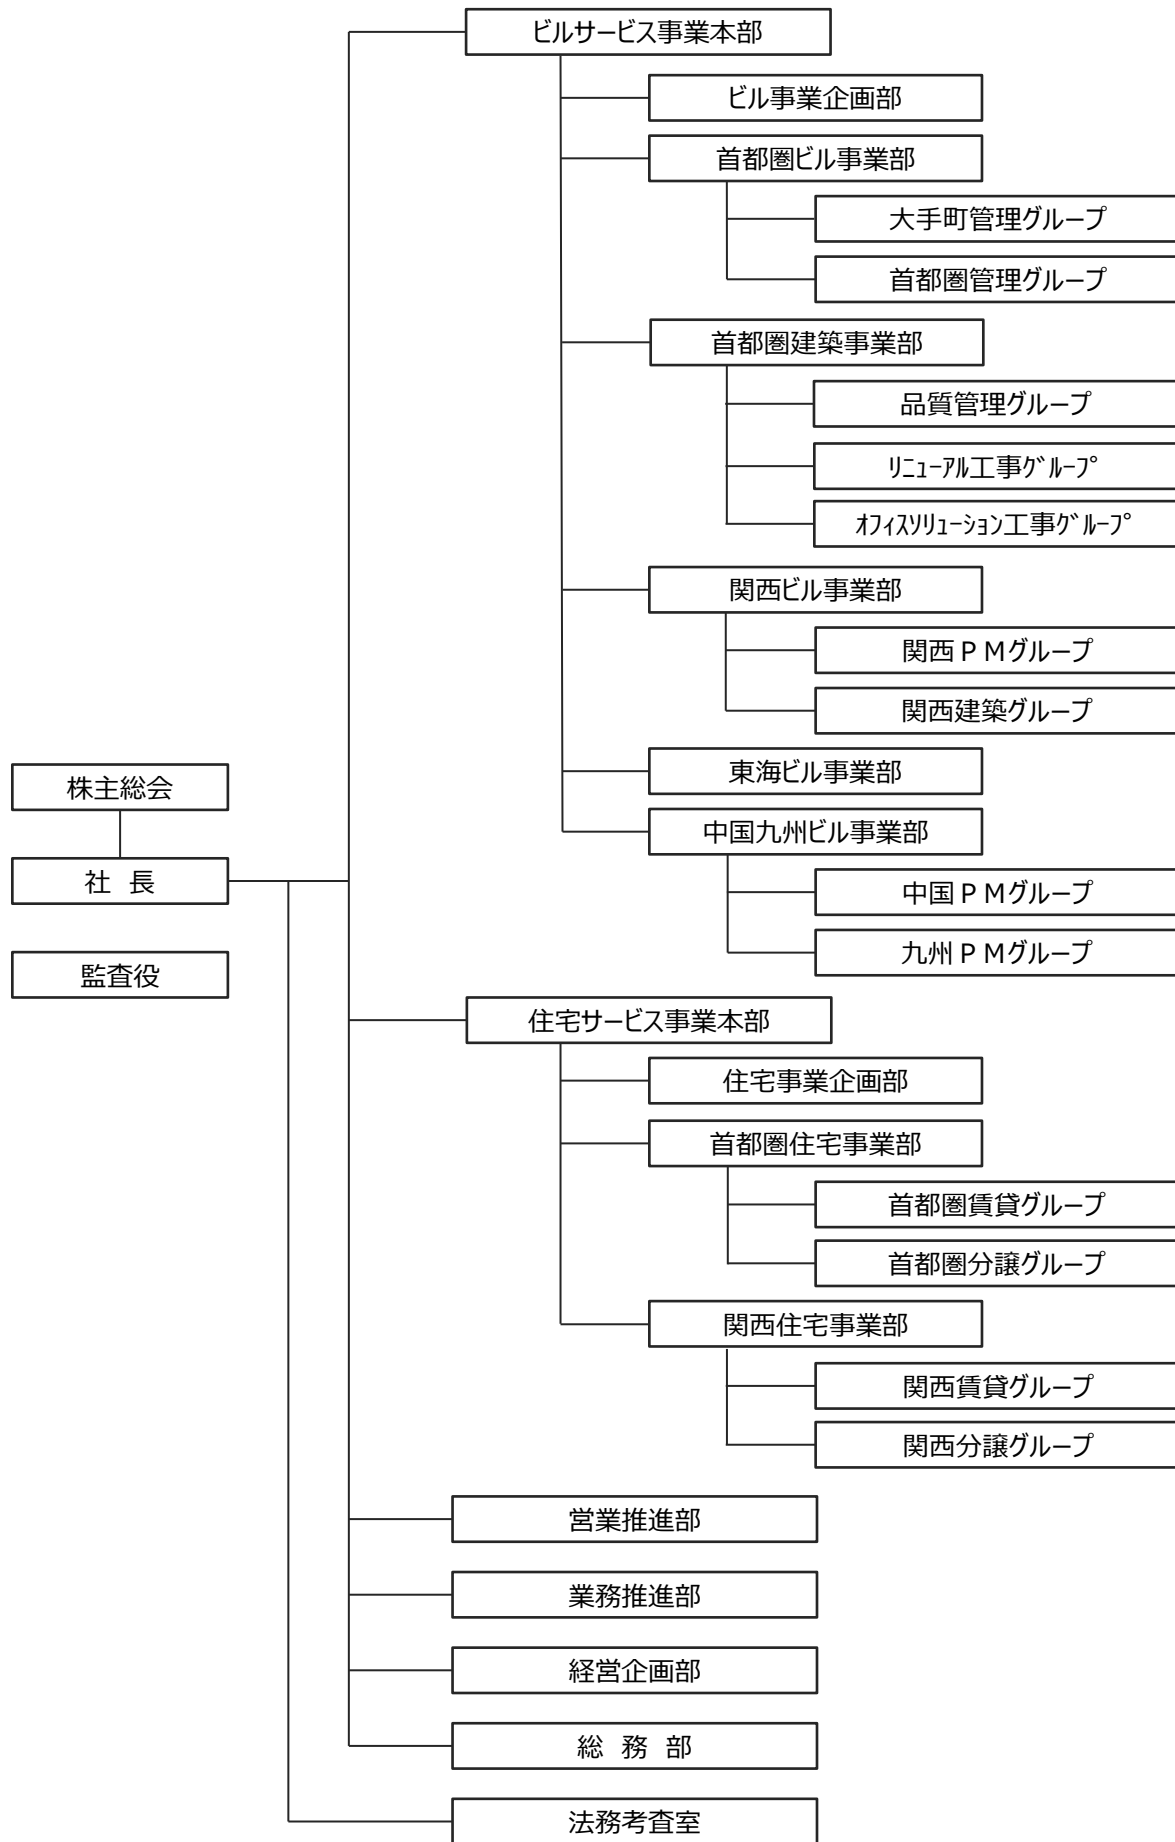 ビルサービス事業本部
ビル事業企画部
首都圏ビル事業部
大手町管理グループ
首都圏管理グループ
首都圏建築事業部
品質管理グループ
ﾘﾆｭｰｱﾙ工事ｸﾞﾙｰﾌﾟ
ｵﾌｨｽｿﾘｭｰｼｮﾝ工事ｸﾞﾙｰﾌﾟ
関西ビル事業部
関西ＰＭグループ
関西建築グループ
東海ビル事業部
中国九州ビル事業部
中国ＰＭグループ
九州ＰＭグループ
株主総会
社 長
監査役
住宅サービス事業本部
住宅事業企画部
首都圏住宅事業部
首都圏賃貸グループ
首都圏分譲グループ
関西住宅事業部
関西賃貸グループ
関西分譲グループ
営業推進部
業務推進部
経営企画部
総 務 部
法務考査室